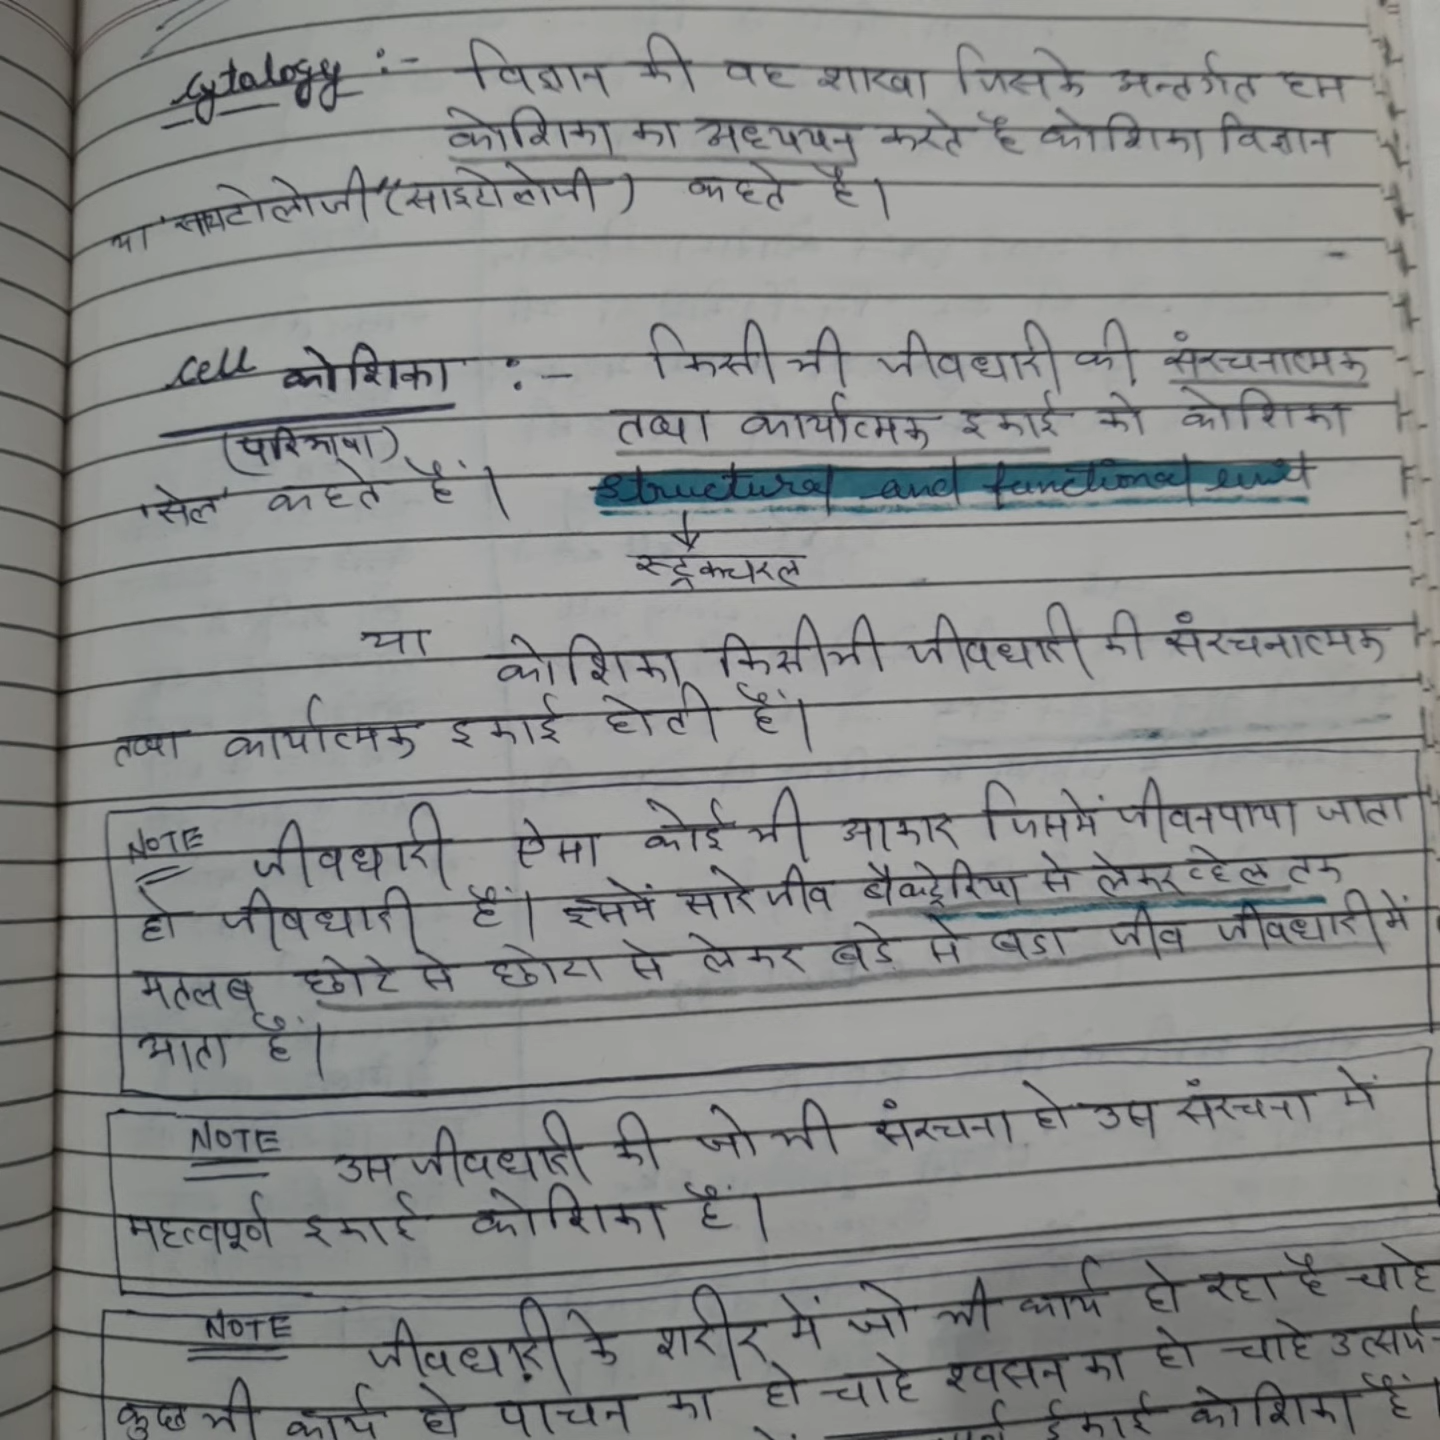 Cytalogy :- विज्ञान की वह शाखा जिसके अन्तर्गत हम
कोशिका का अध्ययन करते है कोशिका विज्ञान
या "सायटोलोजी" (साइटोलोजी) कहते है।
Cell कोशिका :- किसी भी जीवधारी की संरचनात्मक
(परिभाषा) तथा कार्यात्मक इकाई को कोशिका
'सेल' कहते हैं। structural and functional unit
↓
स्ट्रक्चरल
या कोशिका किसी भी जीवधारी की संरचनात्मक
तथा कार्यात्मक इकाई होती हैं।
NOTE जीवधारी ऐसा कोई भी आकार जिसमें जीवन पाया जाता
हो जीवधारी हैं। इसमें सारे जीव बैक्ट्रेरिया से लेकर व्हेल तक
मतलब छोटे से छोटा से लेकर बडे से बडा जीव जीवधारी में
आता हैं।
NOTE उस जीवधारी की जो भी संरचना हो उस संरचना में
महत्वपूर्ण इकाई कोशिका हैं।
NOTE जीवधारी के शरीर में जो भी कार्य हो रहा है चाहे
कुछ भी कार्य हो पाचन का हो चाहे श्वसन का हो चाहे उत्सर्ज
ईकाई कोशिका हैं।